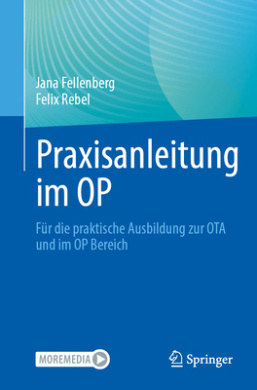 Jana Fellenberg
Felix Rebel
Praxisanleitung
im OP
Für die praktische Ausbildung zur OTA
und im OP Bereich
MOREMEDIA
Springer